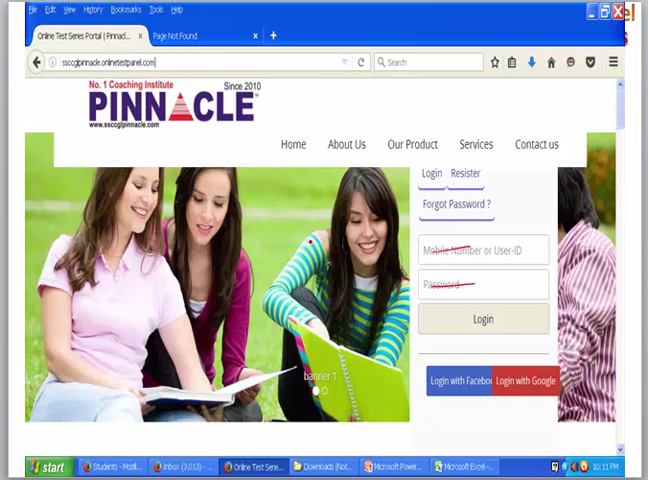 File Edit View History Bookmarks Tools Help
Online Test Series Portal | Pinnacl...
Page Not Found
ssccglpinnacle.onlinetestpanel.com
Search
No. 1 Coaching Institute
Since 2010
PINNACLE
www.ssccglpinnacle.com
Home About Us Our Product Services Contact us
Login Resister
Forgot Password ?
Mobile Number or User-ID
Password
Login
banner 1
Login with Faceboo Login with Google
start Students - Mozil... Inbox (3,013) - ... Online Test Serie... Downloads (Not... Microsoft Power... Microsoft Excel -... 10:11 PM